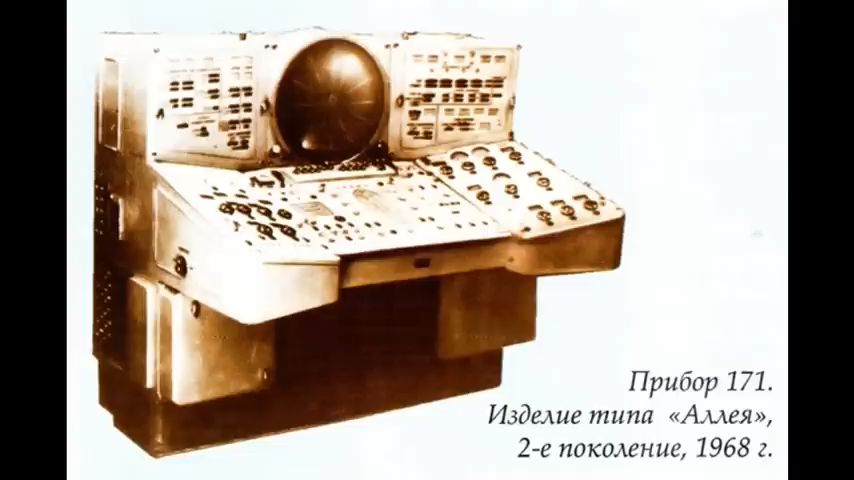 Прибор 171.
Изделие типа «Аллея»,
2-е поколение, 1968 г.